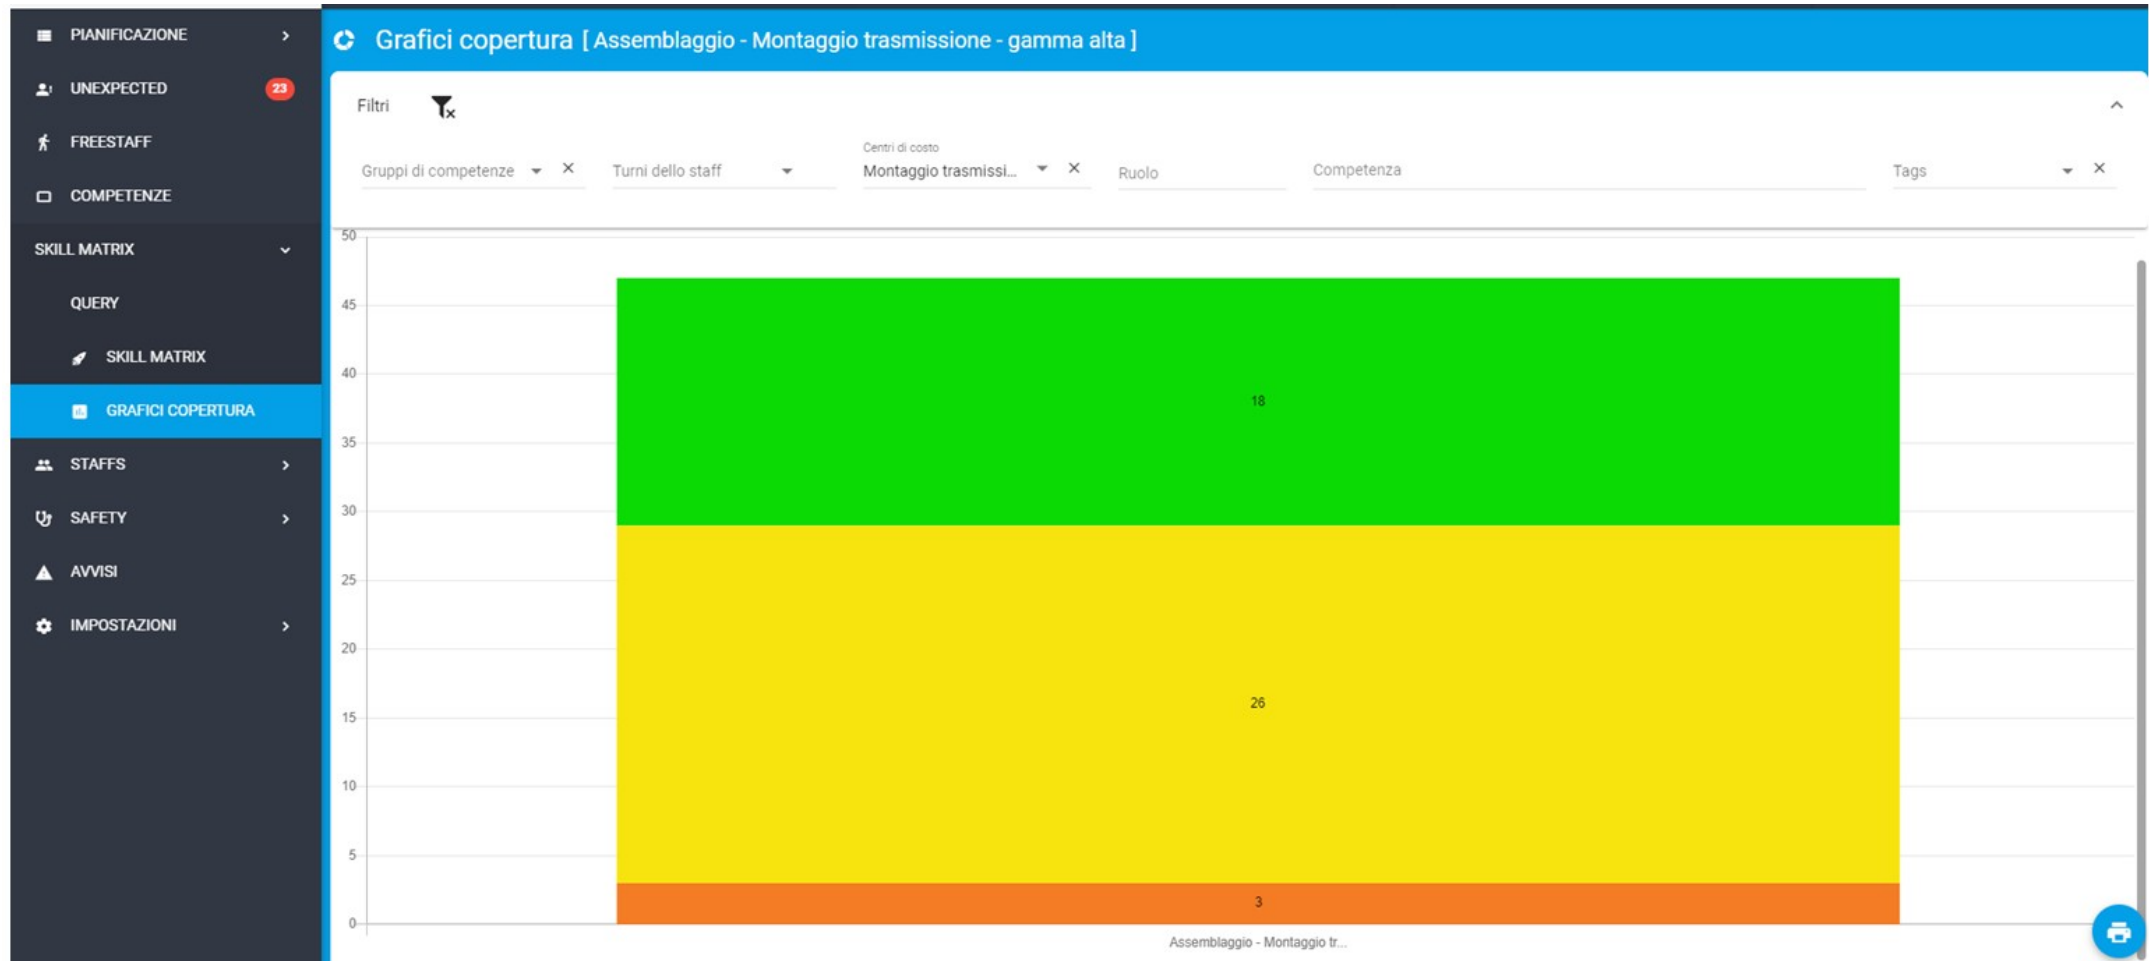 PIANIFICAZIONE
UNEXPECTED 23
FREESTAFF
COMPETENZE
SKILL MATRIX
QUERY
SKILL MATRIX
GRAFICI COPERTURA
STAFFS
SAFETY
AVVISI
IMPOSTAZIONI
Grafici copertura [ Assemblaggio - Montaggio trasmissione - gamma alta ]
Filtri
Gruppi di competenze
Turni dello staff
Centri di costo
Montaggio trasmissi...
Ruolo
Competenza
Tags
50
45
40
35
30
25
20
15
10
5
0
18
26
3
Assemblaggio - Montaggio tr...